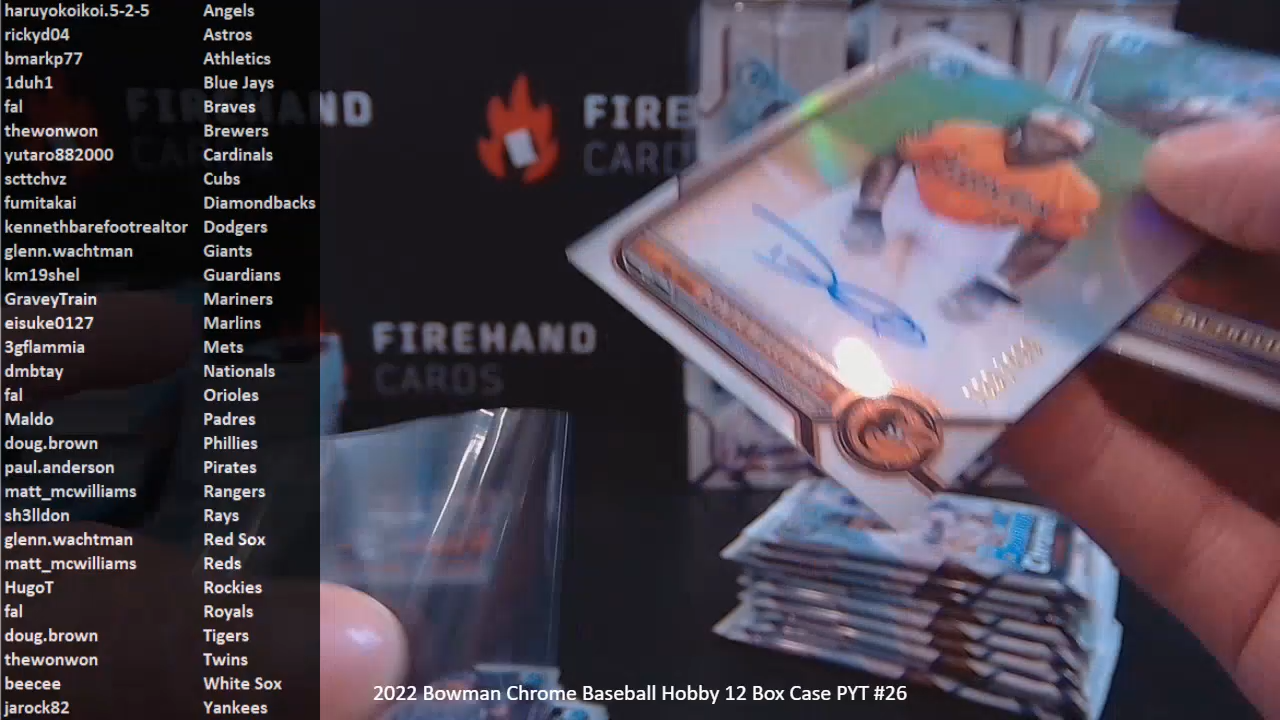 haruyokoikoi.5-2-5 Angels
rickyd04 Astros
bmarkp77 Athletics
1duh1 Blue Jays
fal Braves
thewonwon Brewers
yutaro882000 Cardinals
scttchvz Cubs
fumitakai Diamondbacks
kennethbarefootrealtor Dodgers
glenn.wachtman Giants
km19shel Guardians
GraveyTrain Mariners
eisuke0127 Marlins
3gflammia Mets
dmbtay Nationals
fal Orioles
Maldo Padres
doug.brown Phillies
paul.anderson Pirates
matt_mcwilliams Rangers
sh3lldon Rays
glenn.wachtman Red Sox
matt_mcwilliams Reds
HugoT Rockies
fal Royals
doug.brown Tigers
thewonwon Twins
beecee White Sox
jarock82 Yankees
FIREHAND
CARDS
FIRE
CARD
FIREHAND
CARDS
2022 Bowman Chrome Baseball Hobby 12 Box Case PYT #26